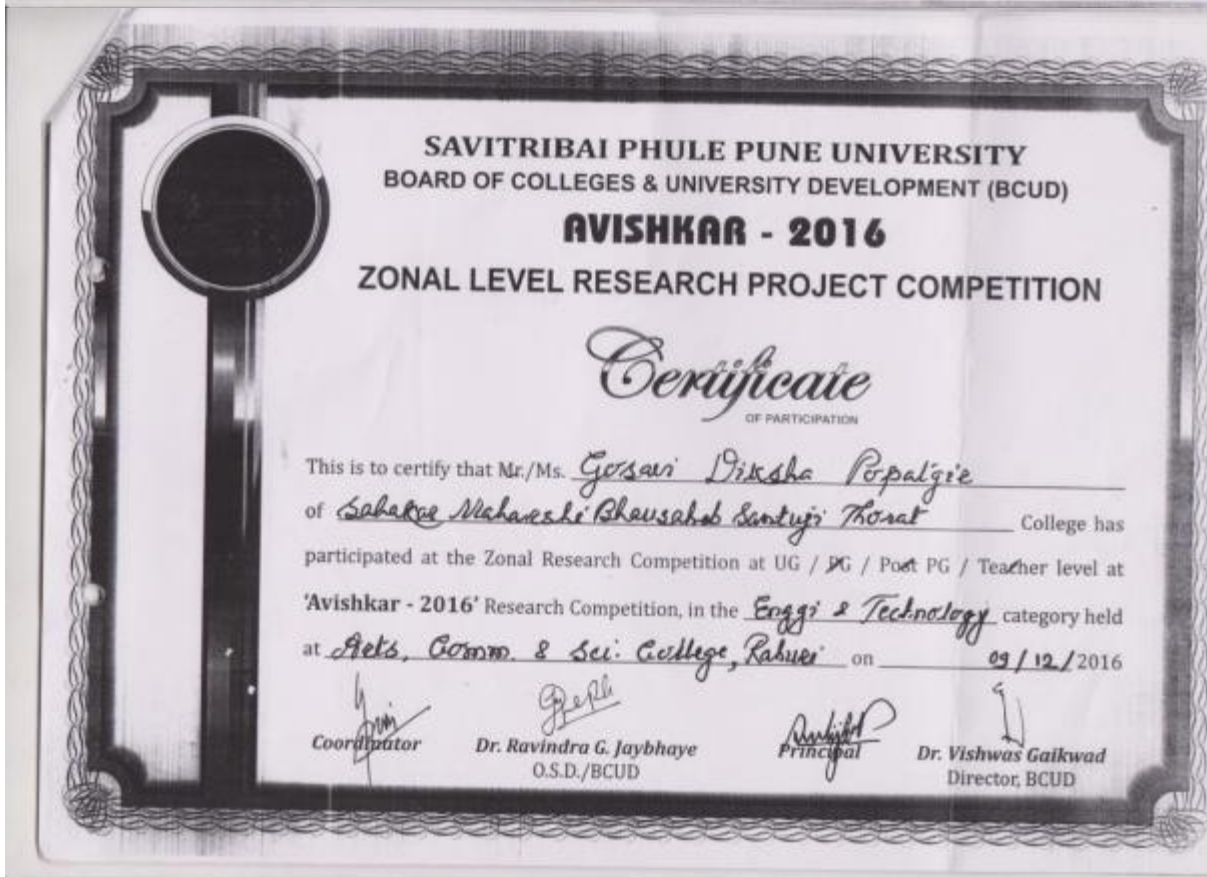 SAVITRIBAI PHULE PUNE UNIVERSITY
BOARD OF COLLEGES & UNIVERSITY DEVELOPMENT (BCUD)
AVISHKAR - 2016
ZONAL LEVEL RESEARCH PROJECT COMPETITION
Certificate
OF PARTICIPATION
This is to certify that Mr./Ms. Gosavi Diksha Popalgir
of Sahakar Maharshi Bhausaheb Santuji Thorat College has
participated at the Zonal Research Competition at UG / PG / Post PG / Teacher level at
'Avishkar - 2016' Research Competition, in the Engg & Technology category held
at Arts, Comm. & Sci. College, Rahuri on 09/12/2016
Coordinator
Dr. Ravindra G. Jaybhaye
O.S.D./BCUD
Principal
Dr. Vishwas Gaikwad
Director, BCUD